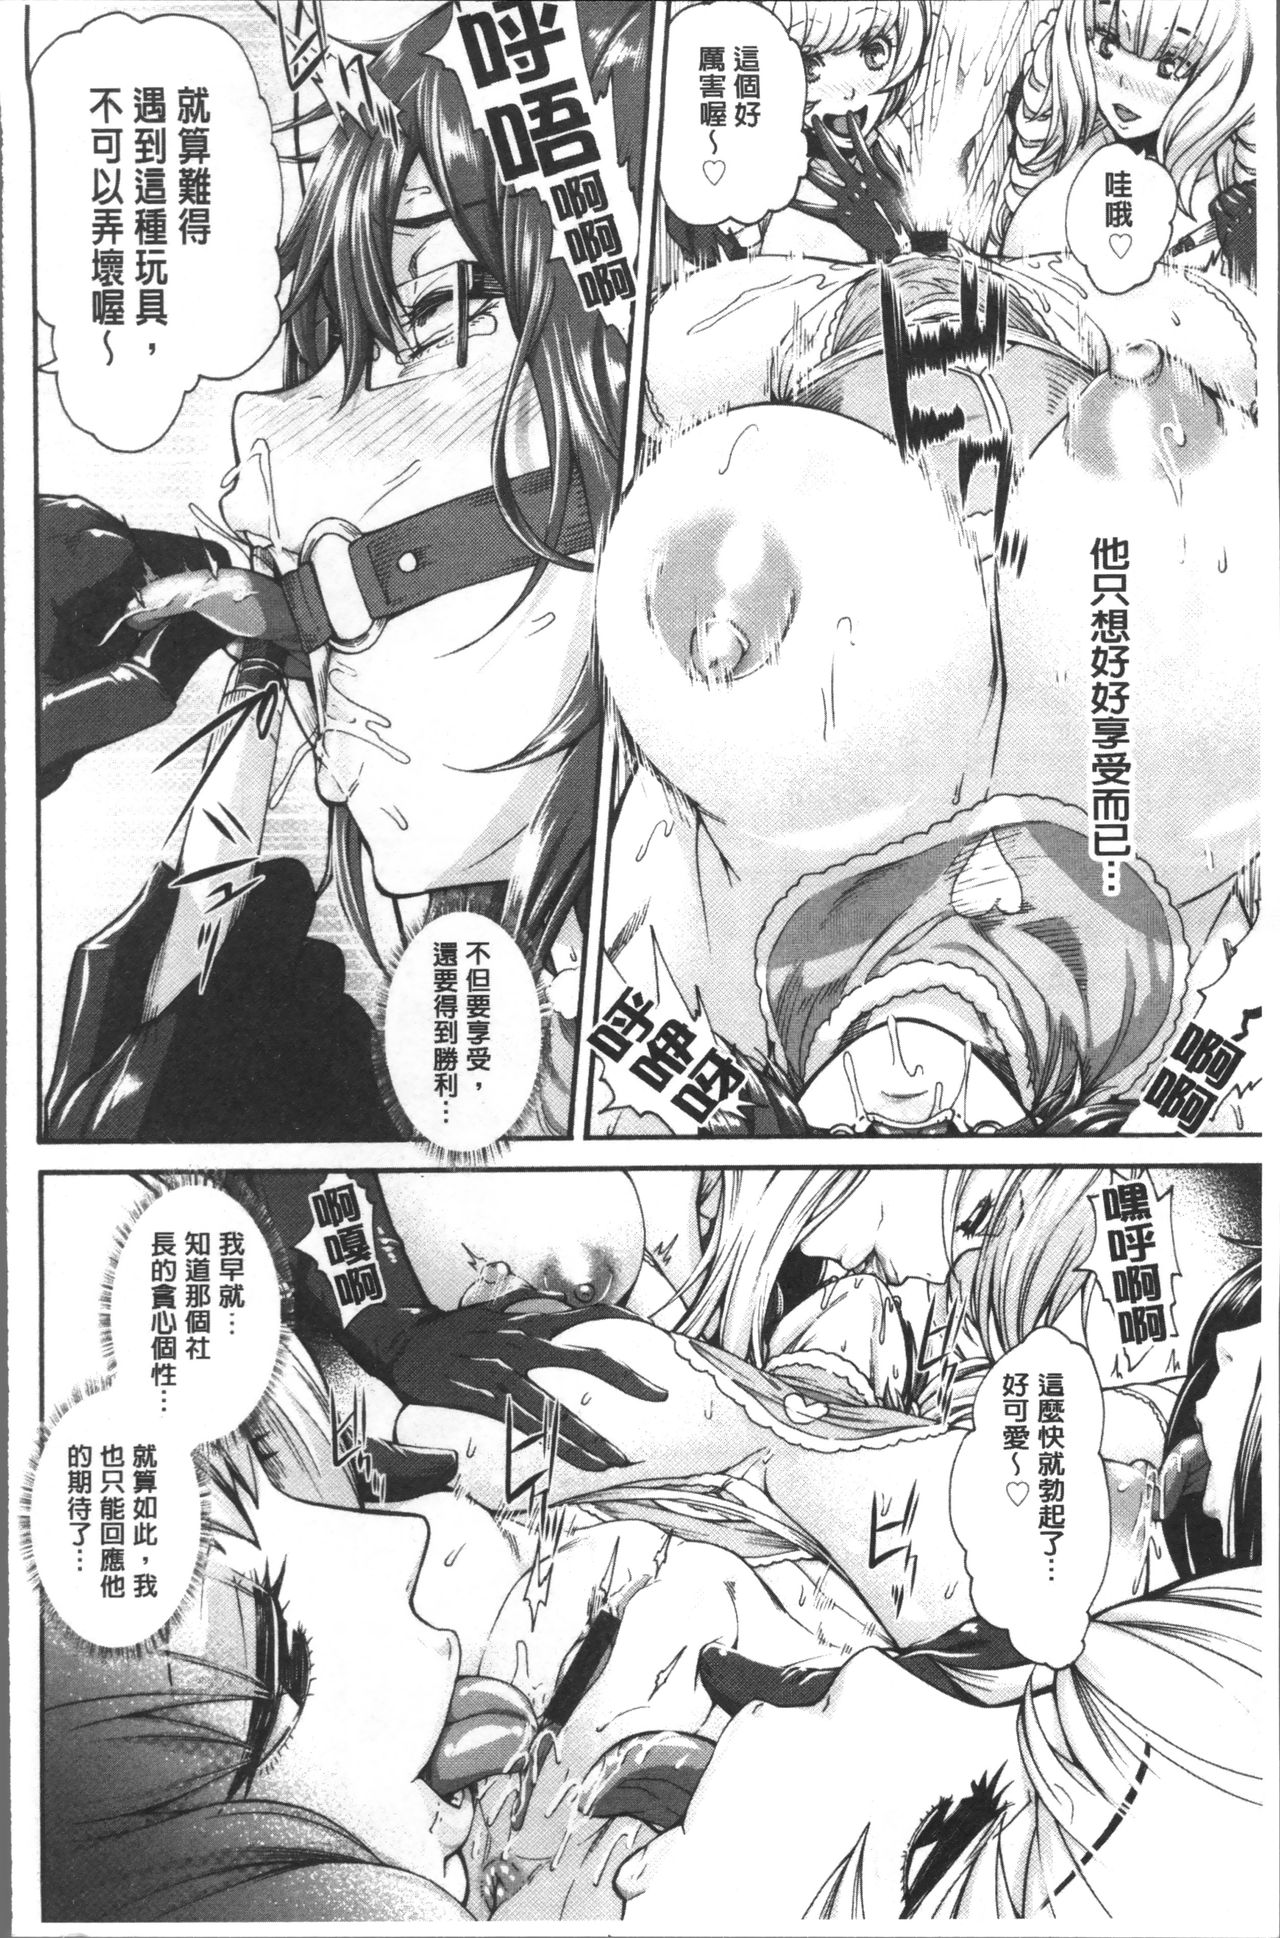 哇哦♡
這個好
厲害喔～♡
他只想好好享受而已…
呼咿呀
啊啊
呼唔啊啊啊
就算難得
遇到這種玩具，
不可以弄壞喔～
不但要享受，
還要得到勝利…
嘿呼啊啊
這麼快就勃起了…
好可愛～♡
啊嘎啊
我早就…
知道那個社
長的貪心個性…
就算如此，我
也只能回應他
的期待了…